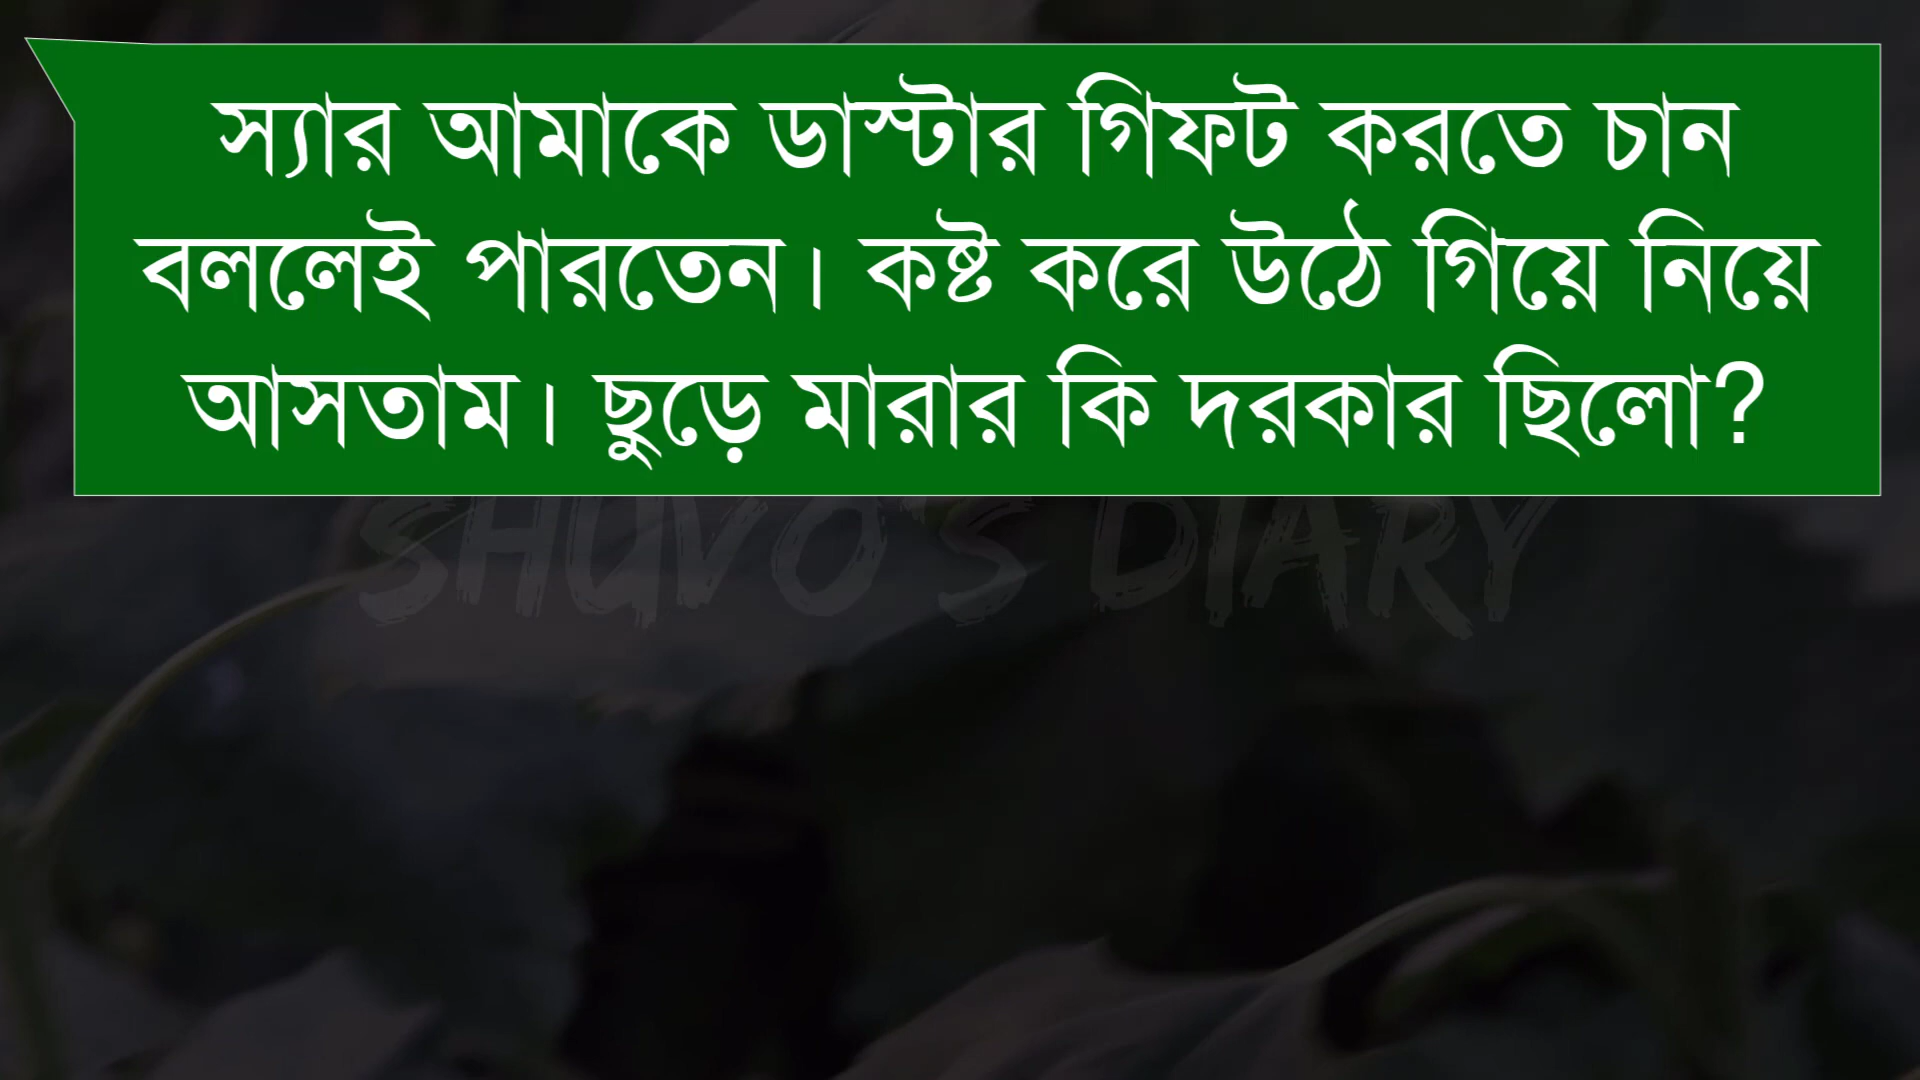 স্যার আমাকে ডাস্টার গিফট করতে চান
বললেই পারতেন। কষ্ট করে উঠে গিয়ে নিয়ে
আসতাম। ছুড়ে মারার কি দরকার ছিলো?
SHUVO'S DIARY